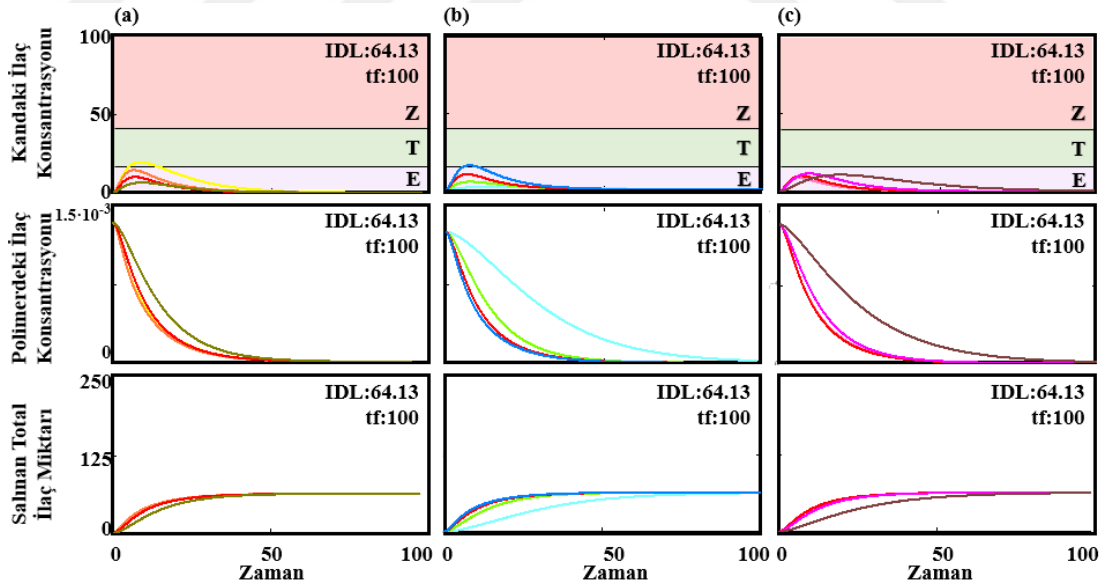 (a) (b) (c)
Kandaki İlaç
Konsantrasyonu
100
50
0
IDL:64.13
tf:100
Z
T
E
IDL:64.13
tf:100
Z
T
E
IDL:64.13
tf:100
Z
T
E
Polimerdeki İlaç
Konsantrasyonu
1.5·10⁻³
0
IDL:64.13
tf:100
IDL:64.13
tf:100
IDL:64.13
tf:100
Salınan Total
İlaç Miktarı
250
125
0
IDL:64.13
tf:100
IDL:64.13
tf:100
IDL:64.13
tf:100
0 50 100 0 50 100 0 50 100
Zaman Zaman Zaman